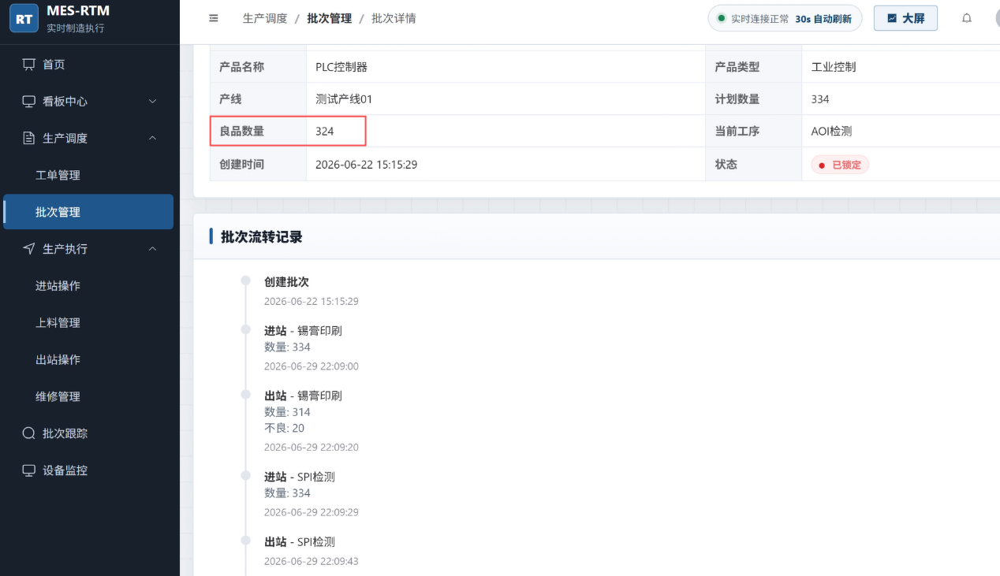 RT
MES-RTM
实时制造执行
首页
看板中心
生产调度
工单管理
批次管理
生产执行
进站操作
上料管理
出站操作
维修管理
批次跟踪
设备监控
生产调度 / 批次管理 / 批次详情
实时连接正常 30s 自动刷新
大屏
产品名称 PLC控制器 产品类型 工业控制
产线 测试产线01 计划数量 334
良品数量 324 当前工序 AOI检测
创建时间 2026-06-22 15:15:29 状态 已锁定
批次流转记录
创建批次
2026-06-22 15:15:29
进站 - 锡膏印刷
数量: 334
2026-06-29 22:09:00
出站 - 锡膏印刷
数量: 314
不良: 20
2026-06-29 22:09:20
进站 - SPI检测
数量: 334
2026-06-29 22:09:29
出站 - SPI检测
2026-06-29 22:09:43